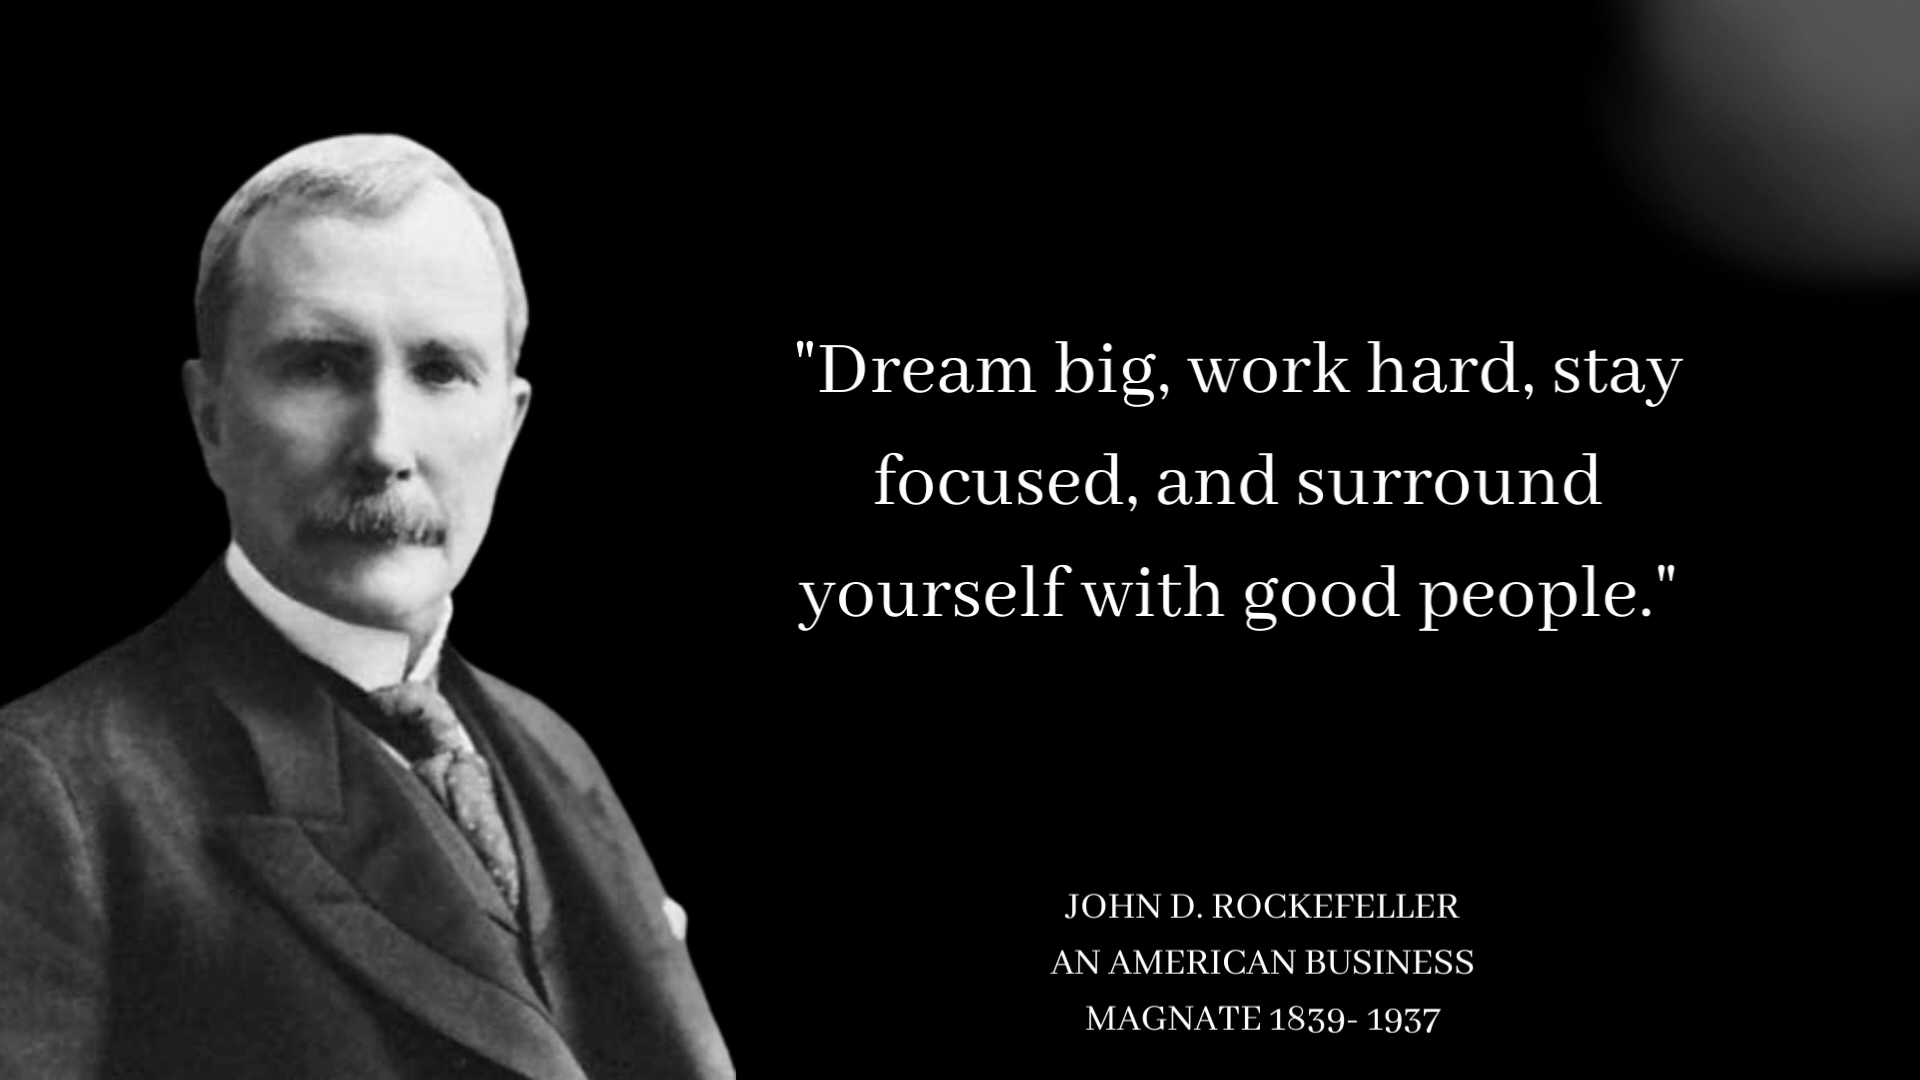 "Dream big, work hard, stay
focused, and surround
yourself with good people."
JOHN D. ROCKEFELLER
AN AMERICAN BUSINESS
MAGNATE 1839- 1937